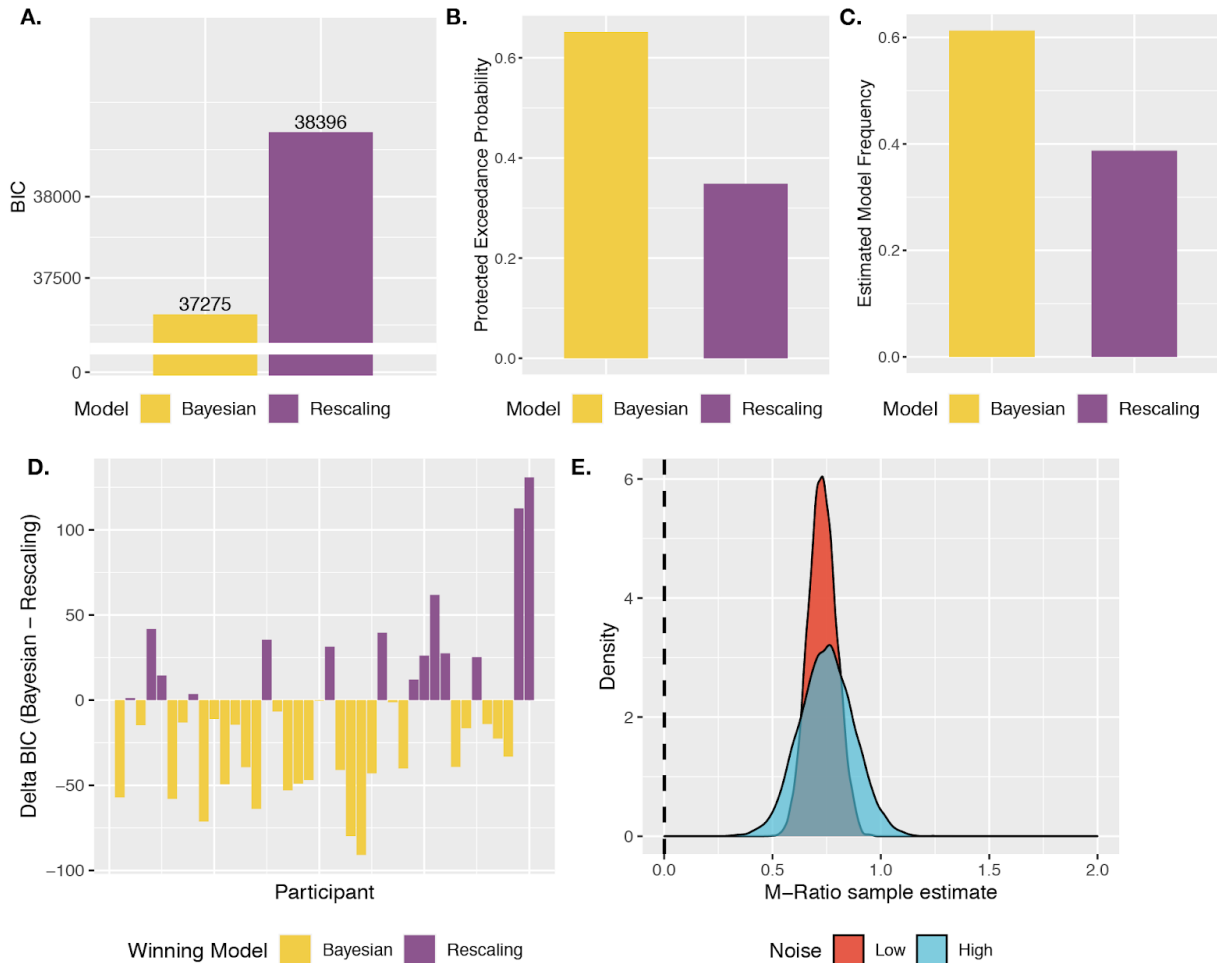 A.
BIC
38000
37500
0
37275
38396
Model Bayesian Rescaling
B.
Protected Exceedance Probability
0.6
0.4
0.2
0.0
Model Bayesian Rescaling
C.
Estimated Model Frequency
0.6
0.4
0.2
0.0
Model Bayesian Rescaling
D.
Delta BIC (Bayesian − Rescaling)
100
50
0
−50
−100
Participant
Winning Model Bayesian Rescaling
E.
Density
6
4
2
0
0.0 0.5 1.0 1.5 2.0
M−Ratio sample estimate
Noise Low High